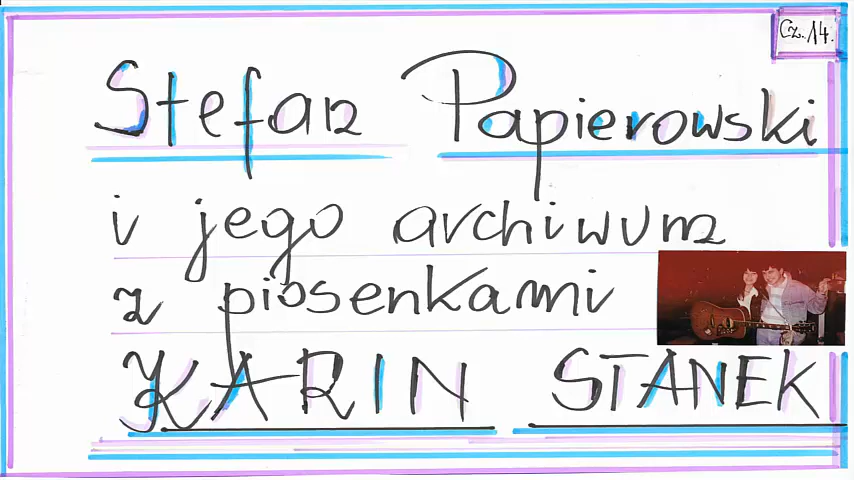 Cz. 14.
Stefan Papierowski
i jego archiwum
z piosenkami
KARIN STANEK